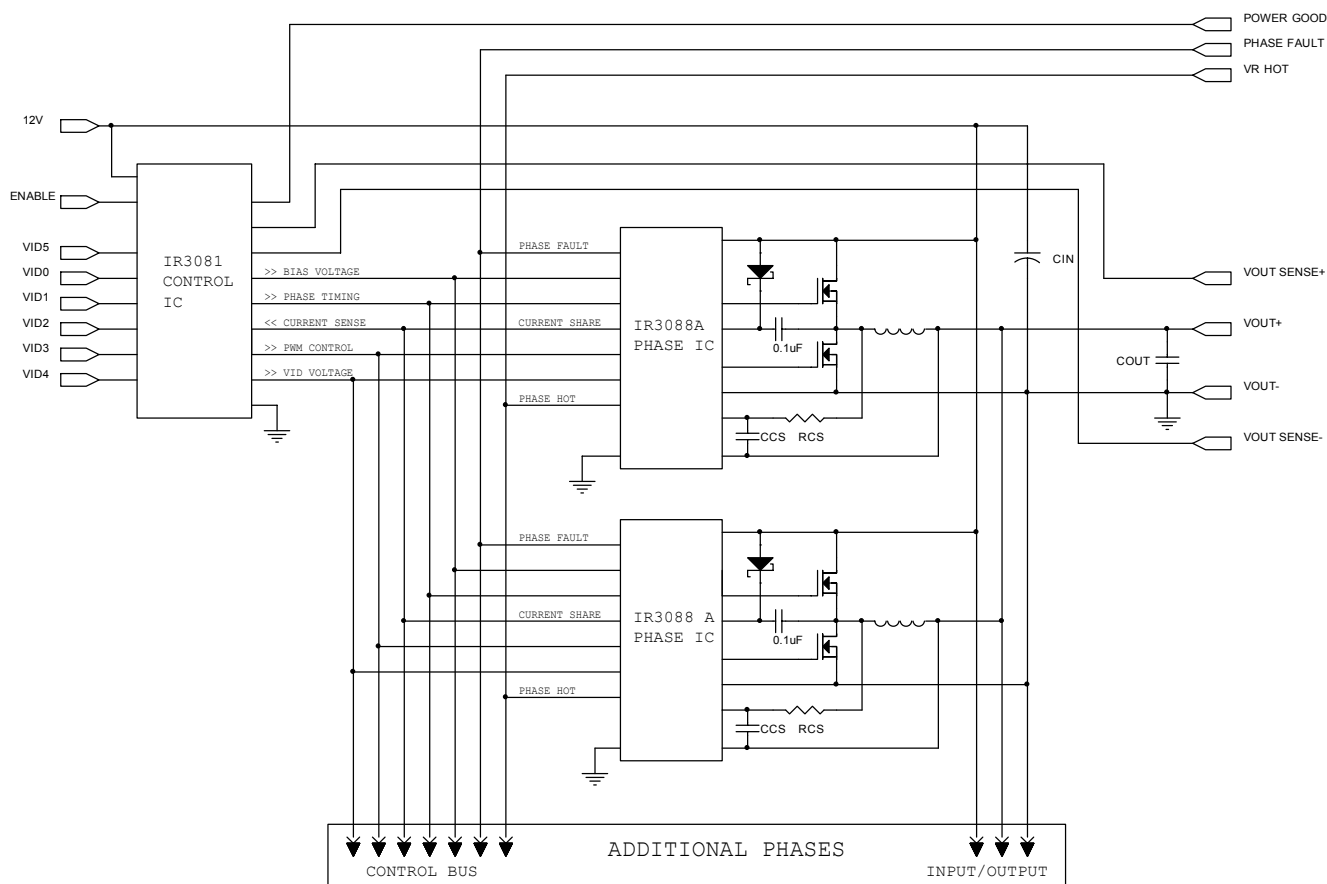 POWER GOOD
PHASE FAULT
VR HOT
12V
ENABLE
VID5
VID0
VID1
VID2
VID3
VID4
IR3081
CONTROL
IC
>> BIAS VOLTAGE
>> PHASE TIMING
<< CURRENT SENSE
>> PWM CONTROL
>> VID VOLTAGE
PHASE FAULT
CURRENT SHARE
PHASE HOT
IR3088A
PHASE IC
0.1uF
CCS RCS
CIN
COUT
VOUT SENSE+
VOUT+
VOUT-
VOUT SENSE-
PHASE FAULT
CURRENT SHARE
PHASE HOT
IR3088 A
PHASE IC
0.1uF
CCS RCS
ADDITIONAL PHASES
CONTROL BUS
INPUT/OUTPUT